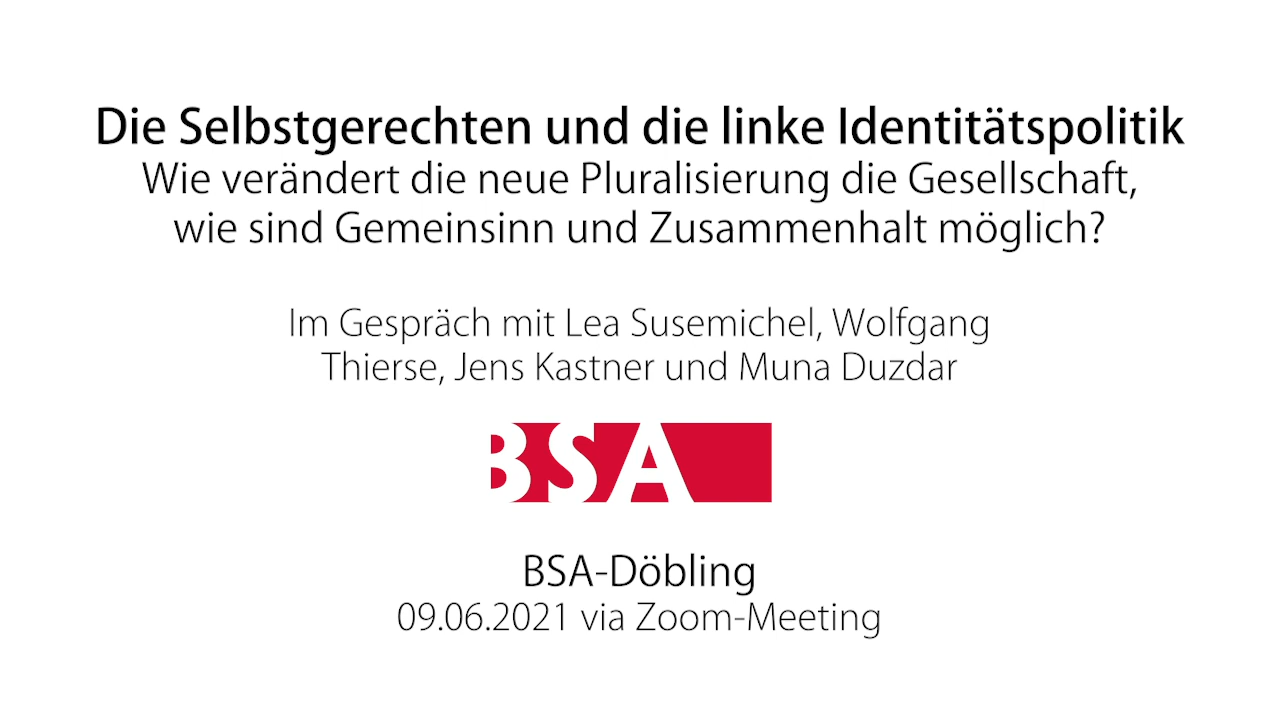 Die Selbstgerechten und die linke Identitätspolitik
Wie verändert die neue Pluralisierung die Gesellschaft,
wie sind Gemeinsinn und Zusammenhalt möglich?
Im Gespräch mit Lea Susemichel, Wolfgang
Thierse, Jens Kastner und Muna Duzdar
BSA
BSA-Döbling
09.06.2021 via Zoom-Meeting